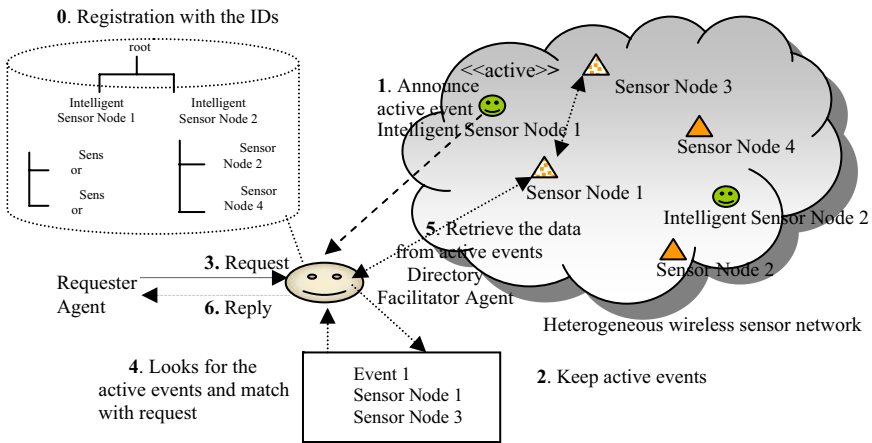 0. Registration with the IDs
root
Intelligent
Sensor Node 1
Intelligent
Sensor Node 2
Sens
or
Sens
or
Sensor
Node 2
Sensor
Node 4
<<active>>
1. Announce
active event
Intelligent Sensor Node 1
Sensor Node 3
Sensor Node 4
Sensor Node 1
Intelligent Sensor Node 2
Sensor Node 2
5. Retrieve the data
from active events
Directory
Facilitator Agent
Heterogeneous wireless sensor network
3. Request
Requester
Agent
6. Reply
4. Looks for the
active events and match
with request
Event 1
Sensor Node 1
Sensor Node 3
2. Keep active events